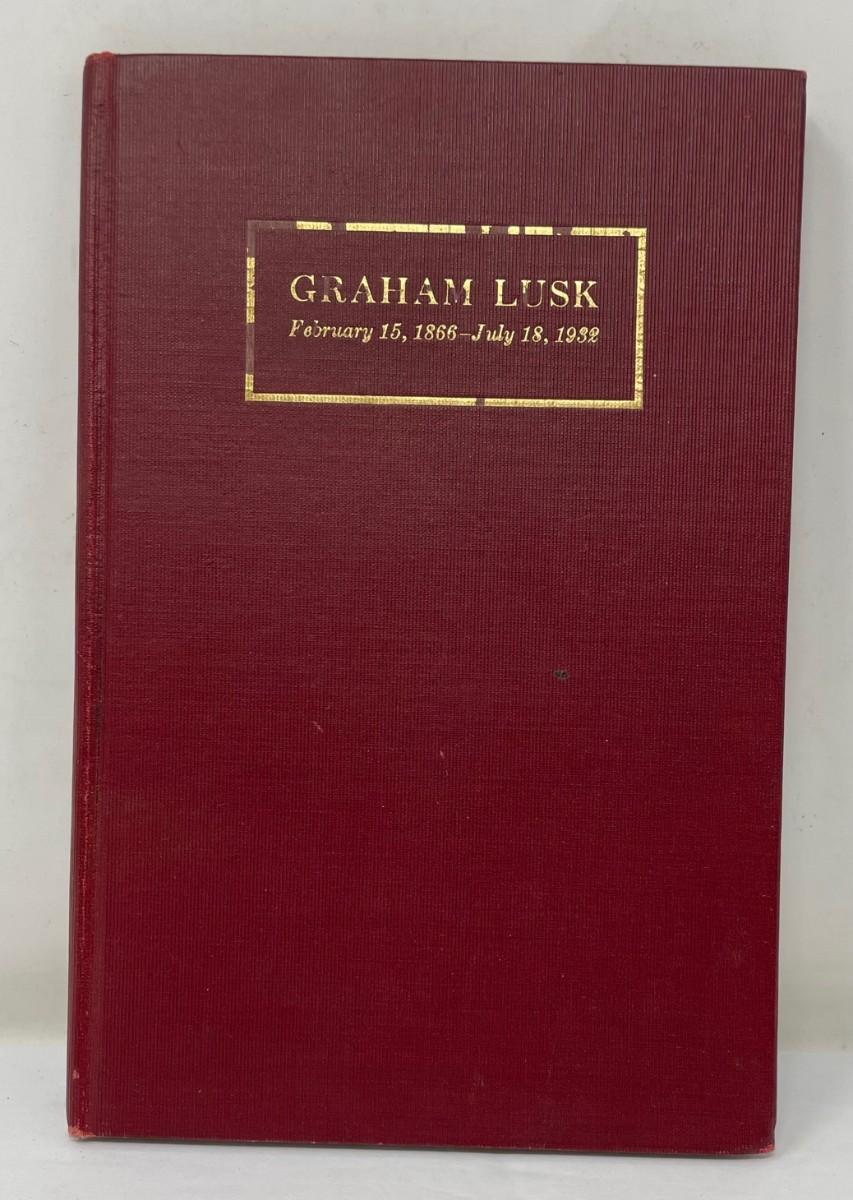 GRAHAM LUSK
February 15, 1866–July 18, 1932